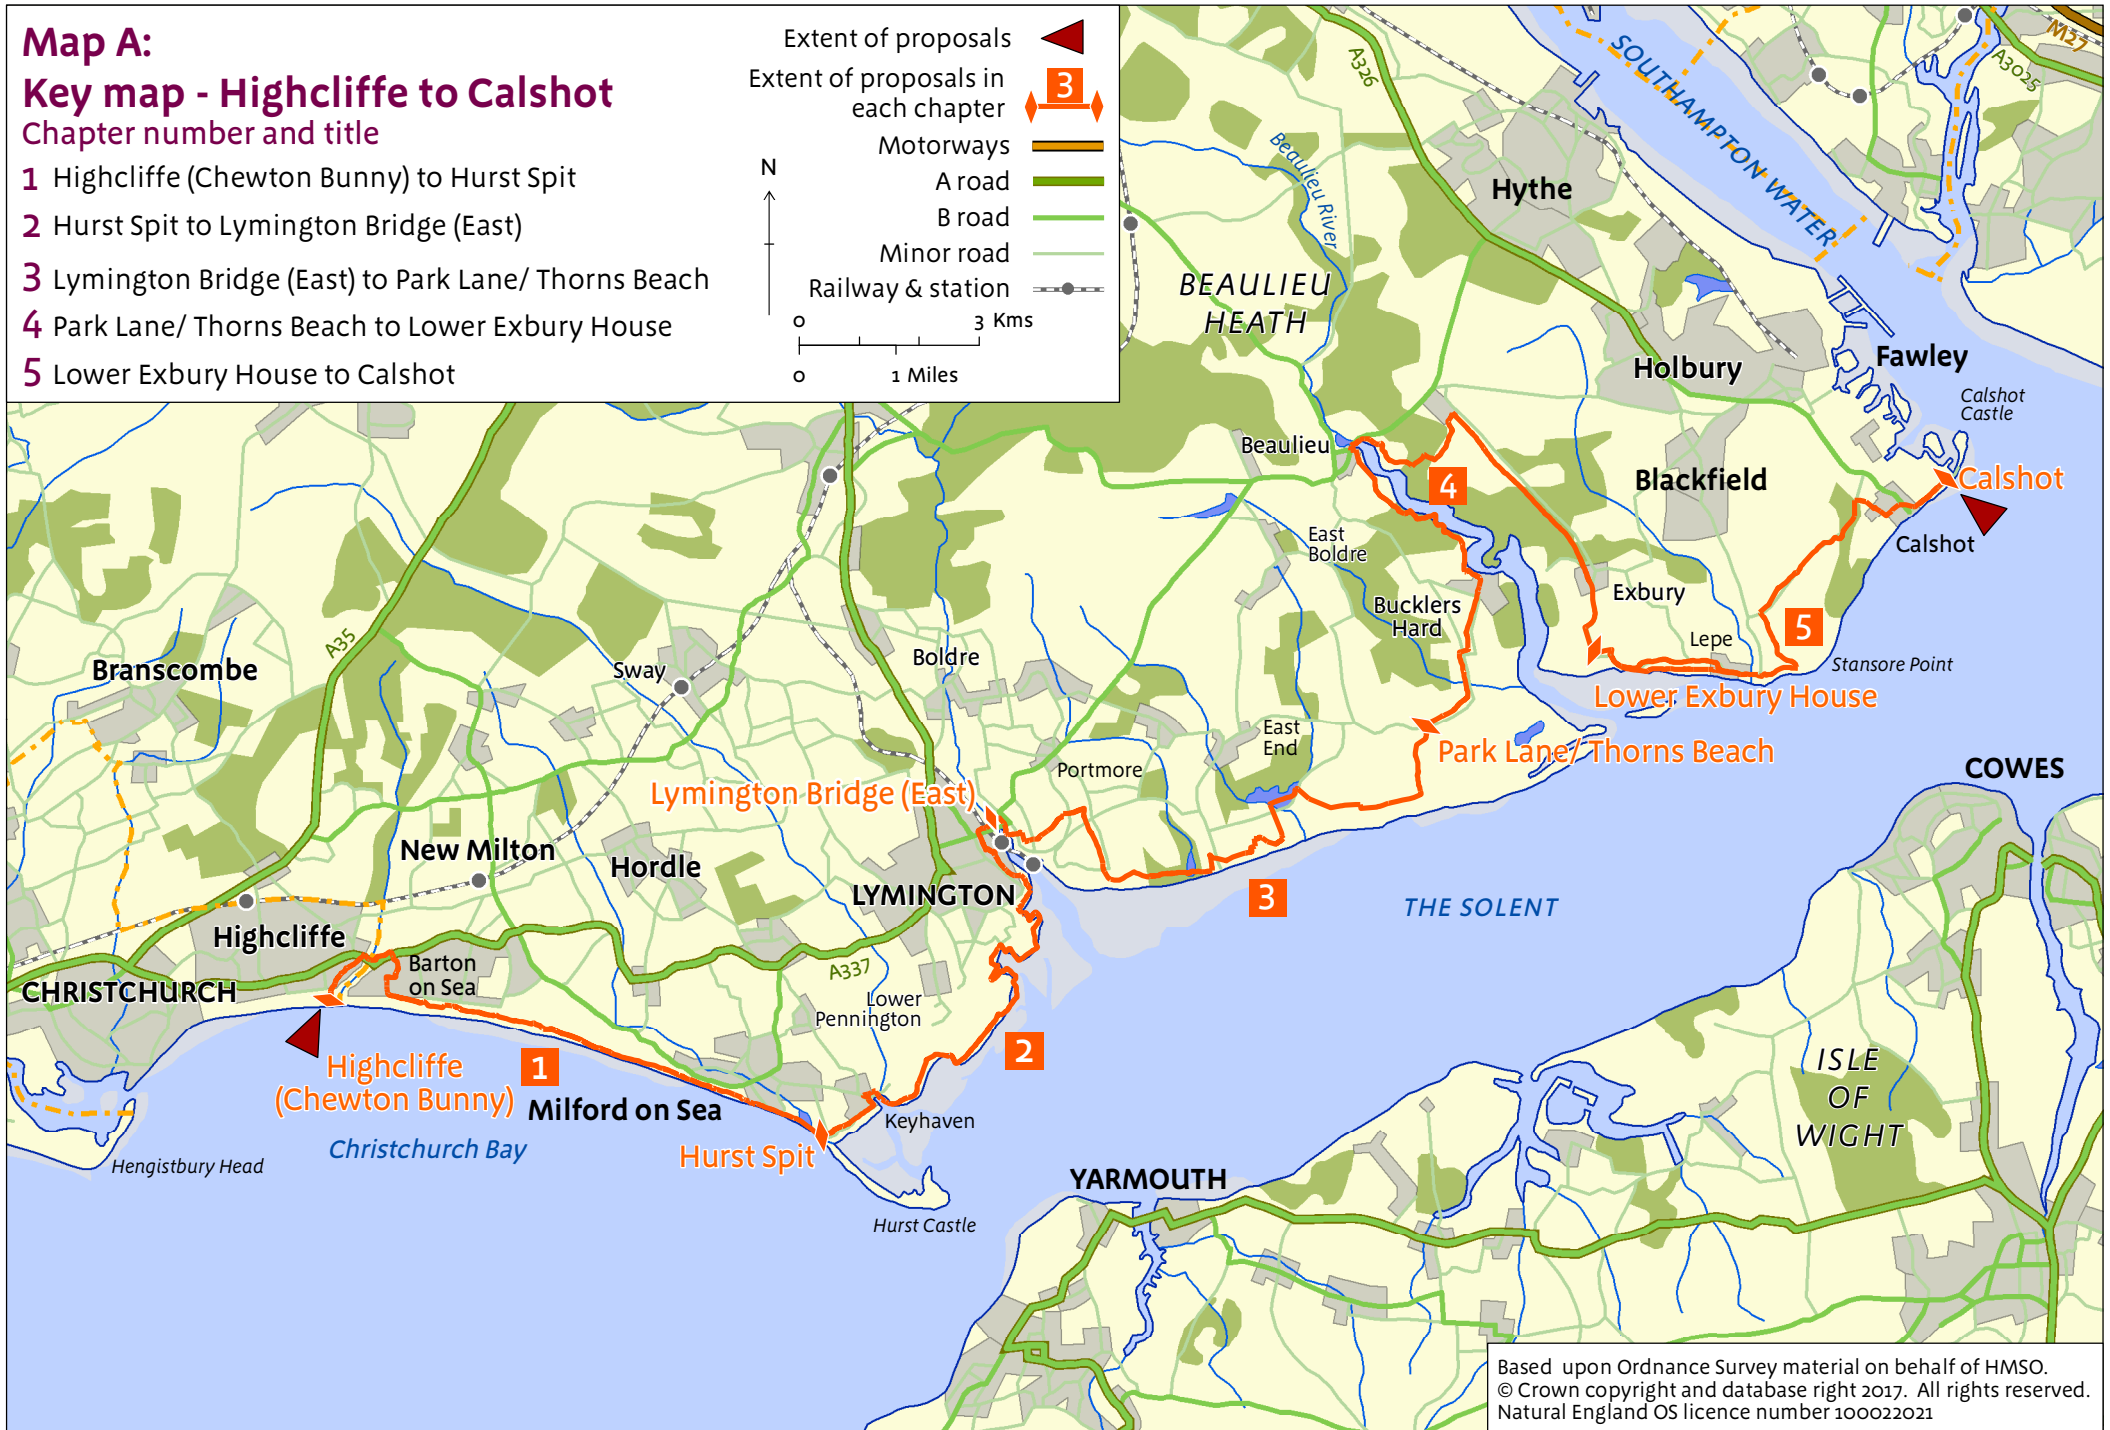 Map A:
Key map - Highcliffe to Calshot
Chapter number and title
1 Highcliffe (Chewton Bunny) to Hurst Spit
2 Hurst Spit to Lymington Bridge (East)
3 Lymington Bridge (East) to Park Lane/ Thorns Beach
4 Park Lane/ Thorns Beach to Lower Exbury House
5 Lower Exbury House to Calshot
Extent of proposals
Extent of proposals in
each chapter
3
Motorways
A road
B road
Minor road
Railway & station
N
0 3 Kms
0 1 Miles
A326
SOUTHAMPTON WATER
M27
A3025
Beaulieu River
Hythe
BEAULIEU
HEATH
Holbury
Fawley
Calshot
Castle
Beaulieu
4
Blackfield
Calshot
East
Boldre
Calshot
Bucklers
Hard
Exbury
5
Lepe
Stansore Point
Lower Exbury House
A35
Branscombe
Sway
Boldre
East
End
Park Lane/ Thorns Beach
Portmore
Lymington Bridge (East)
COWES
New Milton
Hordle
LYMINGTON
3
THE SOLENT
Highcliffe
Barton
on Sea
A337
CHRISTCHURCH
Lower
Pennington
2
Highcliffe
(Chewton Bunny)
1
Milford on Sea
Keyhaven
ISLE
OF
WIGHT
Christchurch Bay
Hurst Spit
Hengistbury Head
YARMOUTH
Hurst Castle
Based upon Ordnance Survey material on behalf of HMSO.
© Crown copyright and database right 2017. All rights reserved.
Natural England OS licence number 100022021